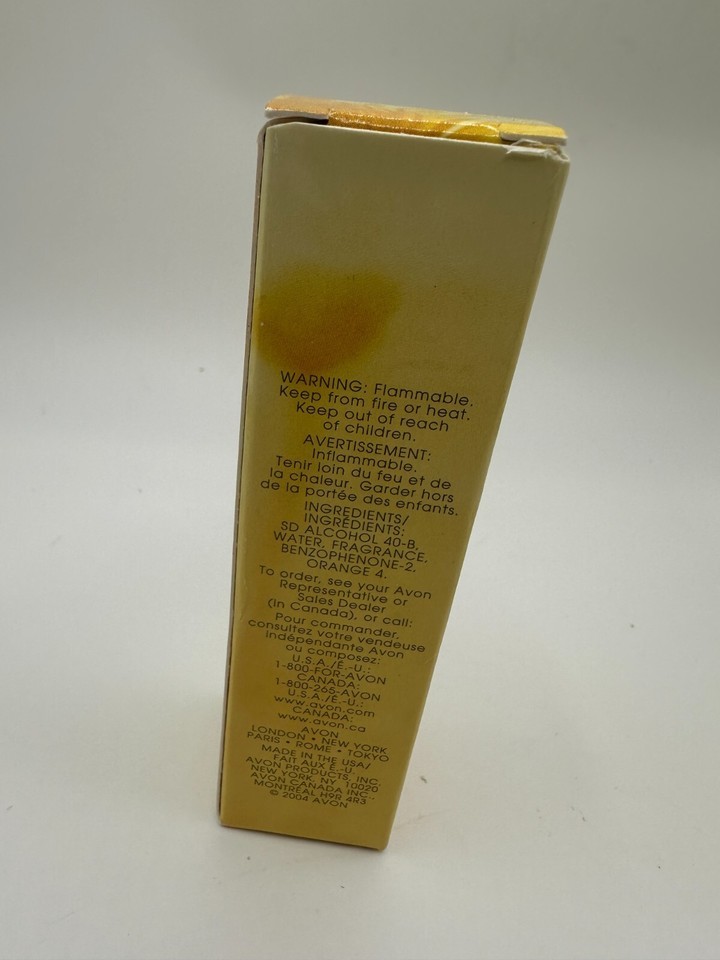 WARNING: Flammable.
Keep from fire or heat.
Keep out of reach
of children.
AVERTISSEMENT:
Inflammable.
Tenir loin du feu et de
la chaleur. Garder hors
de la portée des enfants.
INGREDIENTS/
INGRÉDIENTS:
SD ALCOHOL 40-B,
WATER, FRAGRANCE,
BENZOPHENONE-2,
ORANGE 4.
To order, see your Avon
Representative or
Sales Dealer
(in Canada), or call:
Pour commander,
consultez votre vendeuse
indépendante Avon
ou composez:
U.S.A./É.-U.:
1-800-FOR-AVON
CANADA:
1-800-265-AVON
U.S.A./É.-U.:
www.avon.com
CANADA:
www.avon.ca
AVON
LONDON • NEW YORK
PARIS • ROME • TOKYO
MADE IN THE USA/
FAIT AUX É.-U.
AVON PRODUCTS, INC.
NEW YORK, NY 10020
AVON CANADA INC.,
MONTRÉAL H9R 4R3
© 2004 AVON